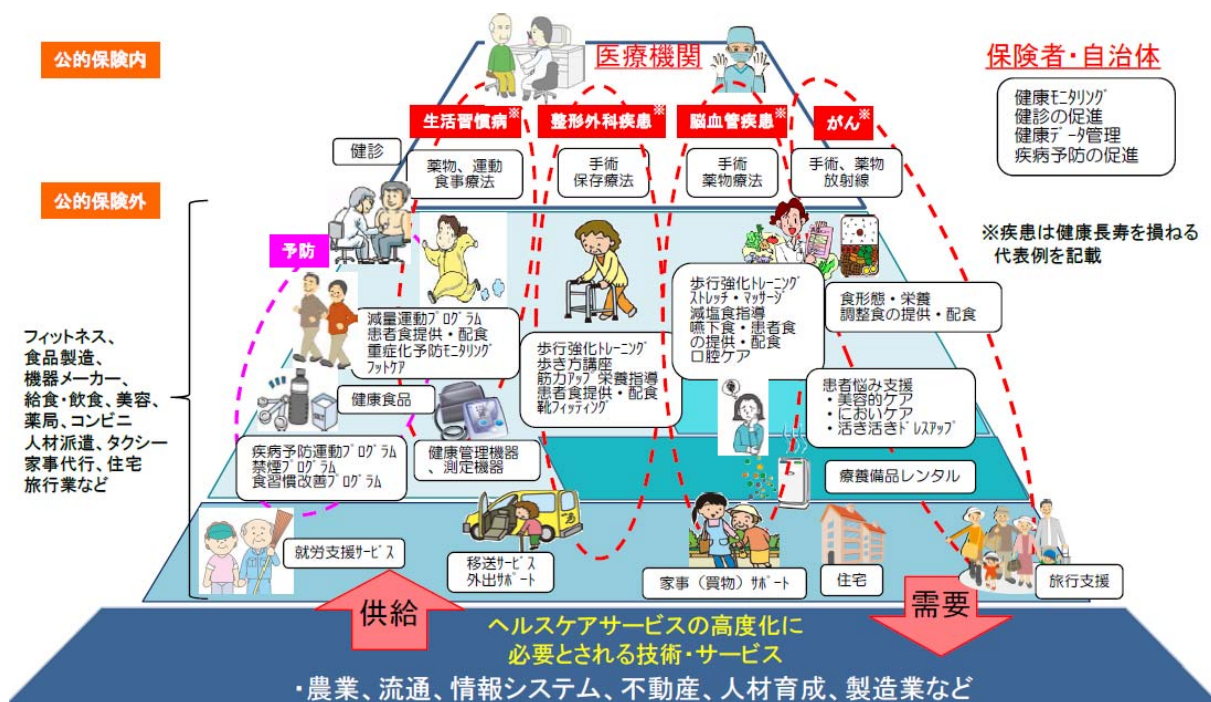 公的保険内
医療機関
保険者・自治体
健康ﾓﾆﾀﾘﾝｸﾞ
健診の促進
健康ﾃﾞｰﾀ管理
疾病予防の促進
生活習慣病※
整形外科疾患※
脳血管疾患※
がん※
健診
薬物、運動
食事療法
手術
保存療法
手術
薬物療法
手術、薬物
放射線
公的保険外
※疾患は健康長寿を損ねる
代表例を記載
予防
減量運動ﾌﾟﾛｸﾞﾗﾑ
患者食提供・配食
重症化予防ﾓﾆﾀﾘﾝｸﾞ
ﾌｯﾄｹｱ
歩行強化ﾄﾚｰﾆﾝｸﾞ
歩き方講座
筋力ｱｯﾌﾟ栄養指導
患者食提供・配食
靴ﾌｨｯﾃｨﾝｸﾞ
歩行強化ﾄﾚｰﾆﾝｸﾞ
ｽﾄﾚｯﾁ・ﾏｯｻｰｼﾞ
減塩食指導
嚥下食・患者食
の提供・配食
口腔ケア
食形態・栄養
調整食の提供・配食
フィットネス、
食品製造、
機器メーカー、
給食・飲食、美容、
薬局、コンビニ
人材派遣、タクシー
家事代行、住宅
旅行業など
健康食品
患者悩み支援
・美容的ケア
・においケア
・活き活きﾄﾞﾚｽｱｯﾌﾟ
疾病予防運動ﾌﾟﾛｸﾞﾗﾑ
禁煙ﾌﾟﾛｸﾞﾗﾑ
食習慣改善ﾌﾟﾛｸﾞﾗﾑ
健康管理機器
、測定機器
療養備品レンタル
就労支援ｻｰﾋﾞｽ
移送ｻｰﾋﾞｽ
外出ｻﾎﾟｰﾄ
家事（買物）ｻﾎﾟｰﾄ
住宅
旅行支援
供給
需要
ヘルスケアサービスの高度化に
必要とされる技術・サービス
・農業、流通、情報システム、不動産、人材育成、製造業など